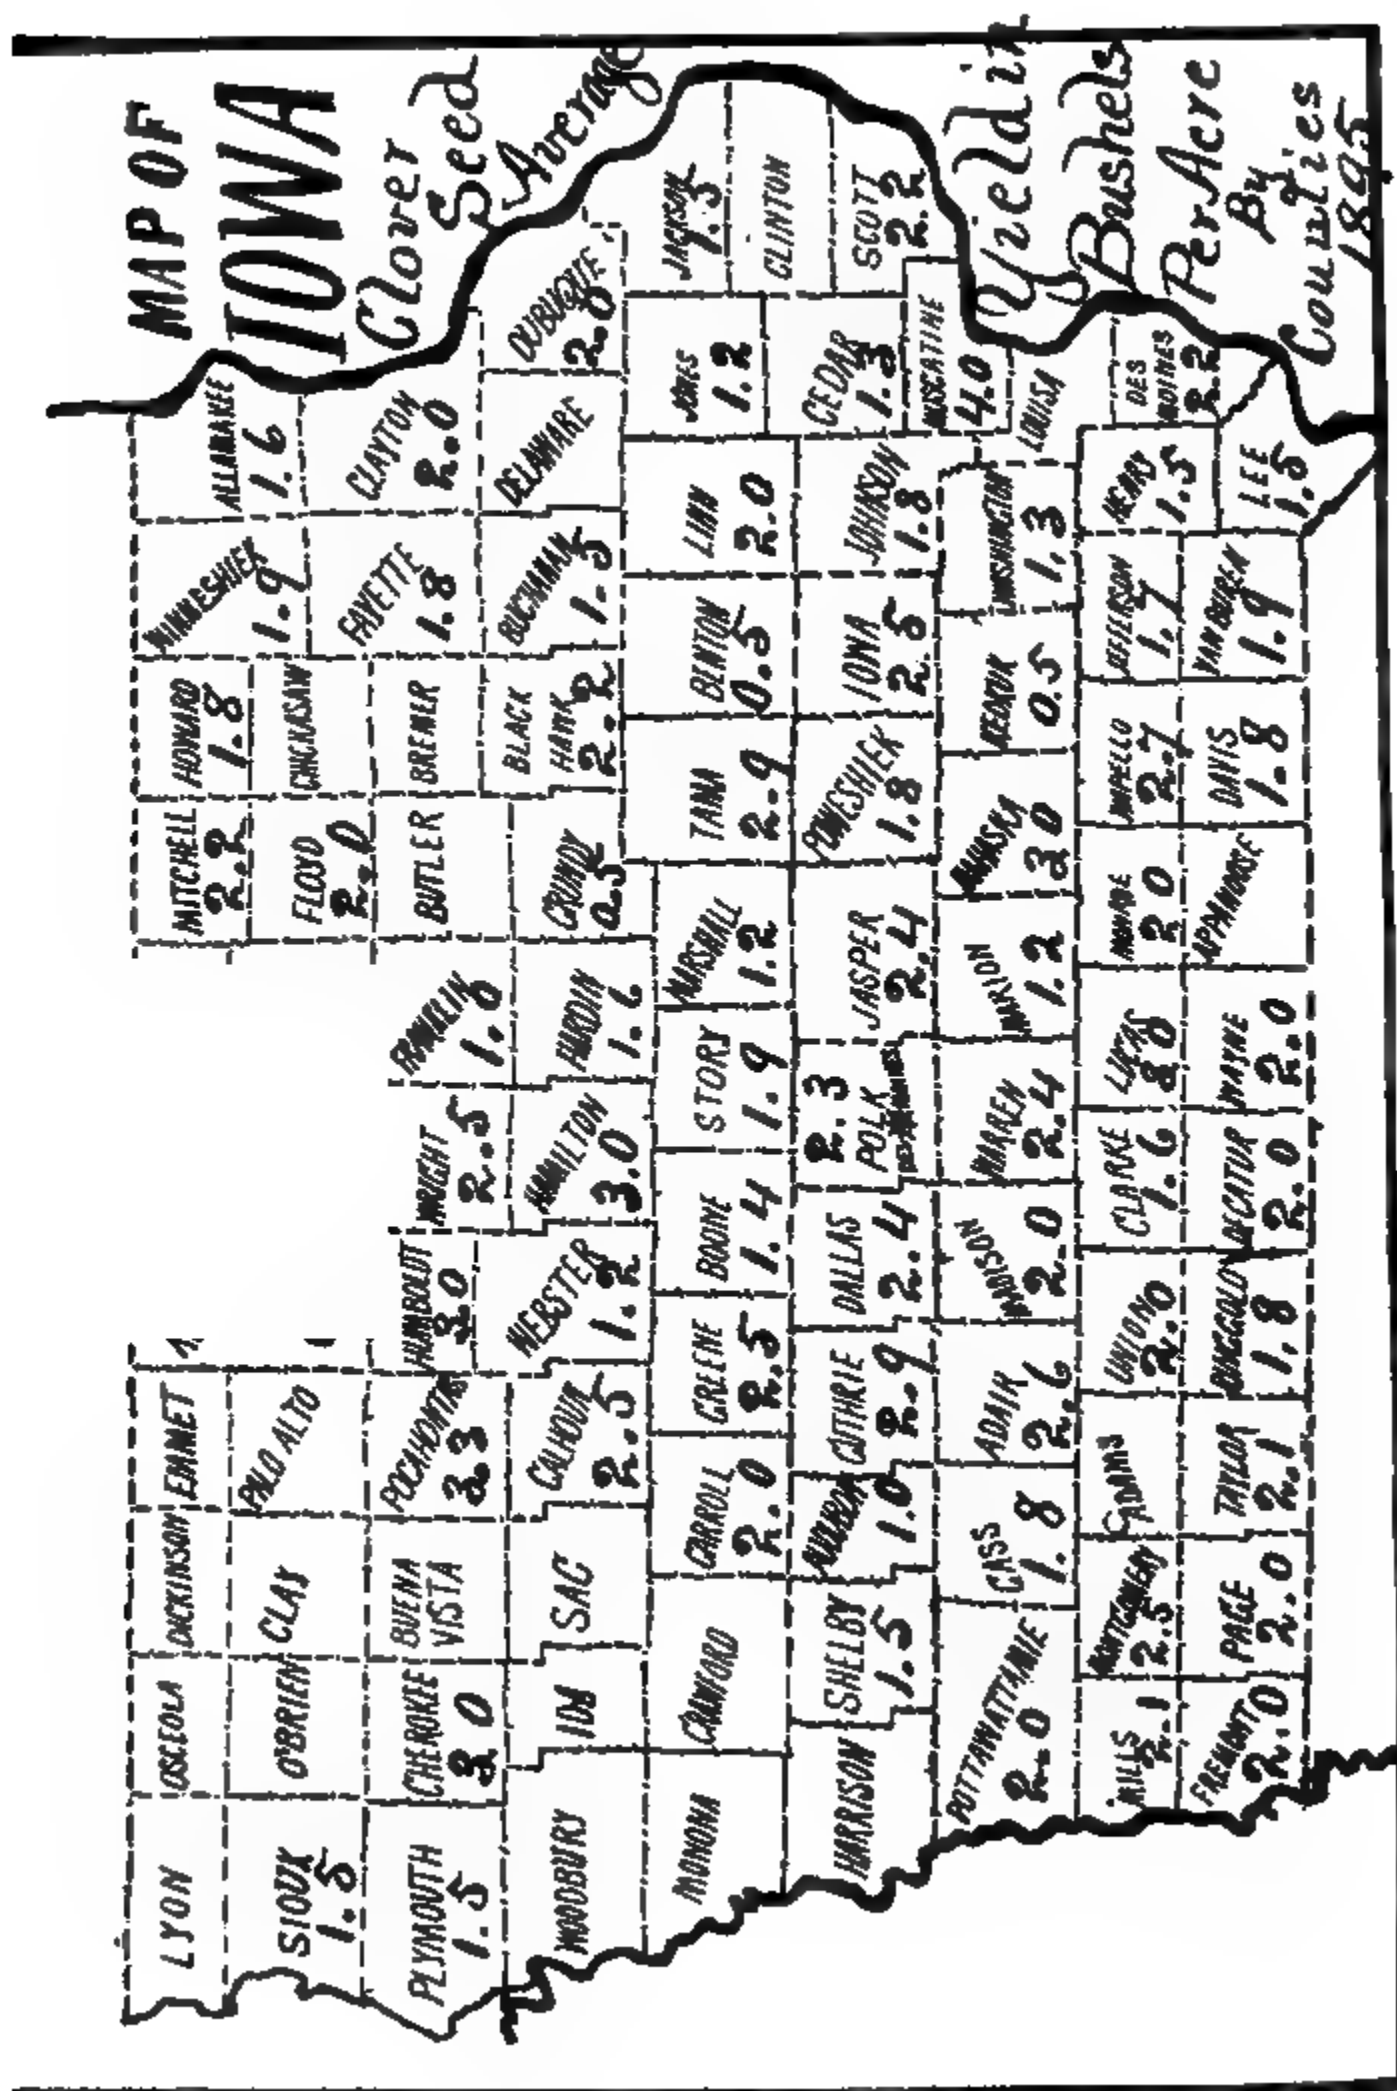 MAP OF
IOWA
Clover
Seed
Average
Yield in
Bushels
Per Acre
By
Counties
1895
LYON
OSCEOLA
DICKINSON
EMMET
MITCHELL
2.2
HOWARD
1.8
WINNESHIEK
1.9
ALLAMAKEE
1.6
SIOUX
1.5
O'BRIEN
CLAY
PALO ALTO
FLOYD
2.0
CHICKASAW
FAYETTE
1.8
CLAYTON
2.0
PLYMOUTH
1.5
CHEROKEE
3.0
BUENA
VISTA
POCAHONTAS
3.3
HUMBOLDT
3.0
WRIGHT
2.5
FRANKLIN
1.0
BUTLER
BREMER
WOODBURY
IDA
SAC
CALHOUN
2.5
WEBSTER
1.2
HAMILTON
3.0
HARDIN
1.6
GRUNDY
0.5
BLACK
HAWK
2.2
BUCHANAN
1.5
DELAWARE
DUBUQUE
2.0
MONONA
CRAWFORD
CARROLL
2.0
GREENE
2.5
BOONE
1.4
STORY
1.9
MARSHALL
1.2
TAMA
2.9
BENTON
0.5
LINN
2.0
JONES
1.2
JACKSON
1.3
CLINTON
HARRISON
SHELBY
1.5
AUDUBON
1.0
GUTHRIE
2.9
DALLAS
2.4
2.3
POLK
DES MOINES
JASPER
2.4
POWESHIEK
1.8
IOWA
2.5
JOHNSON
1.8
CEDAR
1.3
SCOTT
2.2
MUSCATINE
4.0
POTTAWATTAMIE
2.0
CASS
1.8
ADAIR
2.6
MADISON
2.0
WARREN
2.4
MARION
1.2
MAHASKA
3.0
KEOKUK
0.5
WASHINGTON
1.3
LOUISA
MILLS
2.1
MONTGOMERY
2.5
ADAMS
UNION
2.0
CLARKE
1.6
LUCAS
MONROE
2.0
WAPELLO
2.7
JEFFERSON
1.7
HENRY
1.5
DES
MOINES
2.2
FREMONT
2.0
PAGE
2.0
TAYLOR
2.1
RINGGOLD
1.8
DECATUR
2.0
WAYNE
2.0
APPANOOSE
DAVIS
1.8
VAN BUREN
1.9
LEE
1.5